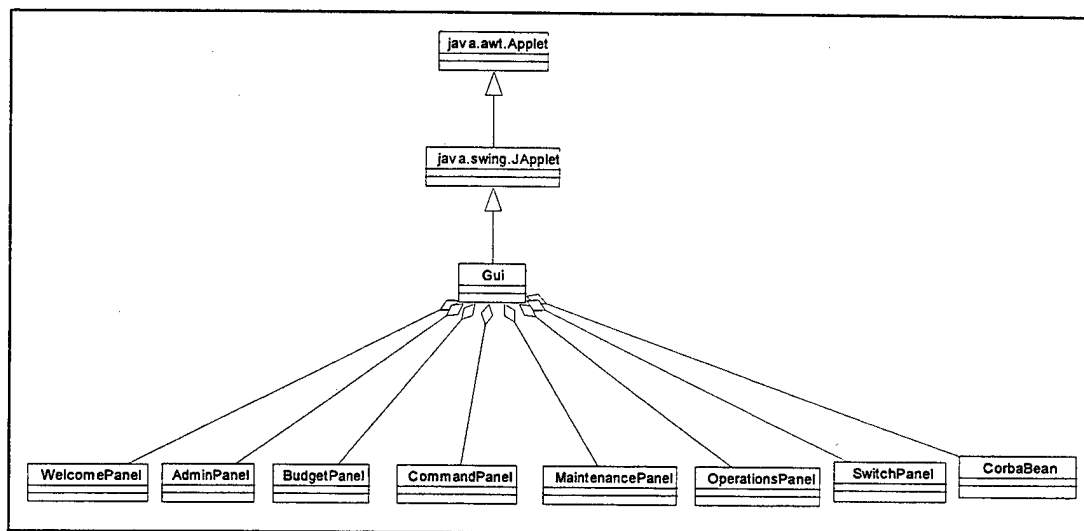 java.awt.Applet
java.swing.JApplet
Gui
WelcomePanel
AdminPanel
BudgetPanel
CommandPanel
MaintenancePanel
OperationsPanel
SwitchPanel
CorbaBean